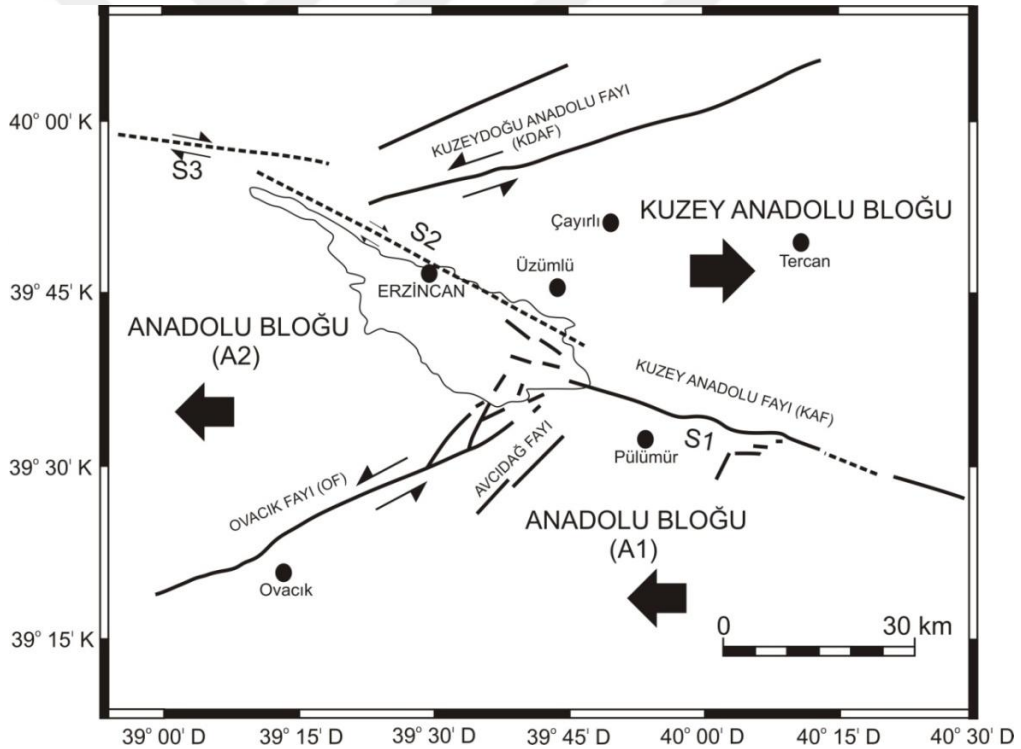 40° 00' K
39° 45' K
39° 30' K
39° 15' K
KUZEYDOĞU ANADOLU FAYI
(KDAF)
S3
S2
Çayırlı
KUZEY ANADOLU BLOĞU
Tercan
Üzümlü
ERZİNCAN
ANADOLU BLOĞU
(A2)
KUZEY ANADOLU FAYI (KAF)
S1
Pülümür
AVCIDAĞ FAYI
OVACIK FAYI (OF)
ANADOLU BLOĞU
(A1)
Ovacık
0 30 km
39° 00' D 39° 15' D 39° 30' D 39° 45' D 40° 00' D 40° 15' D 40° 30' D